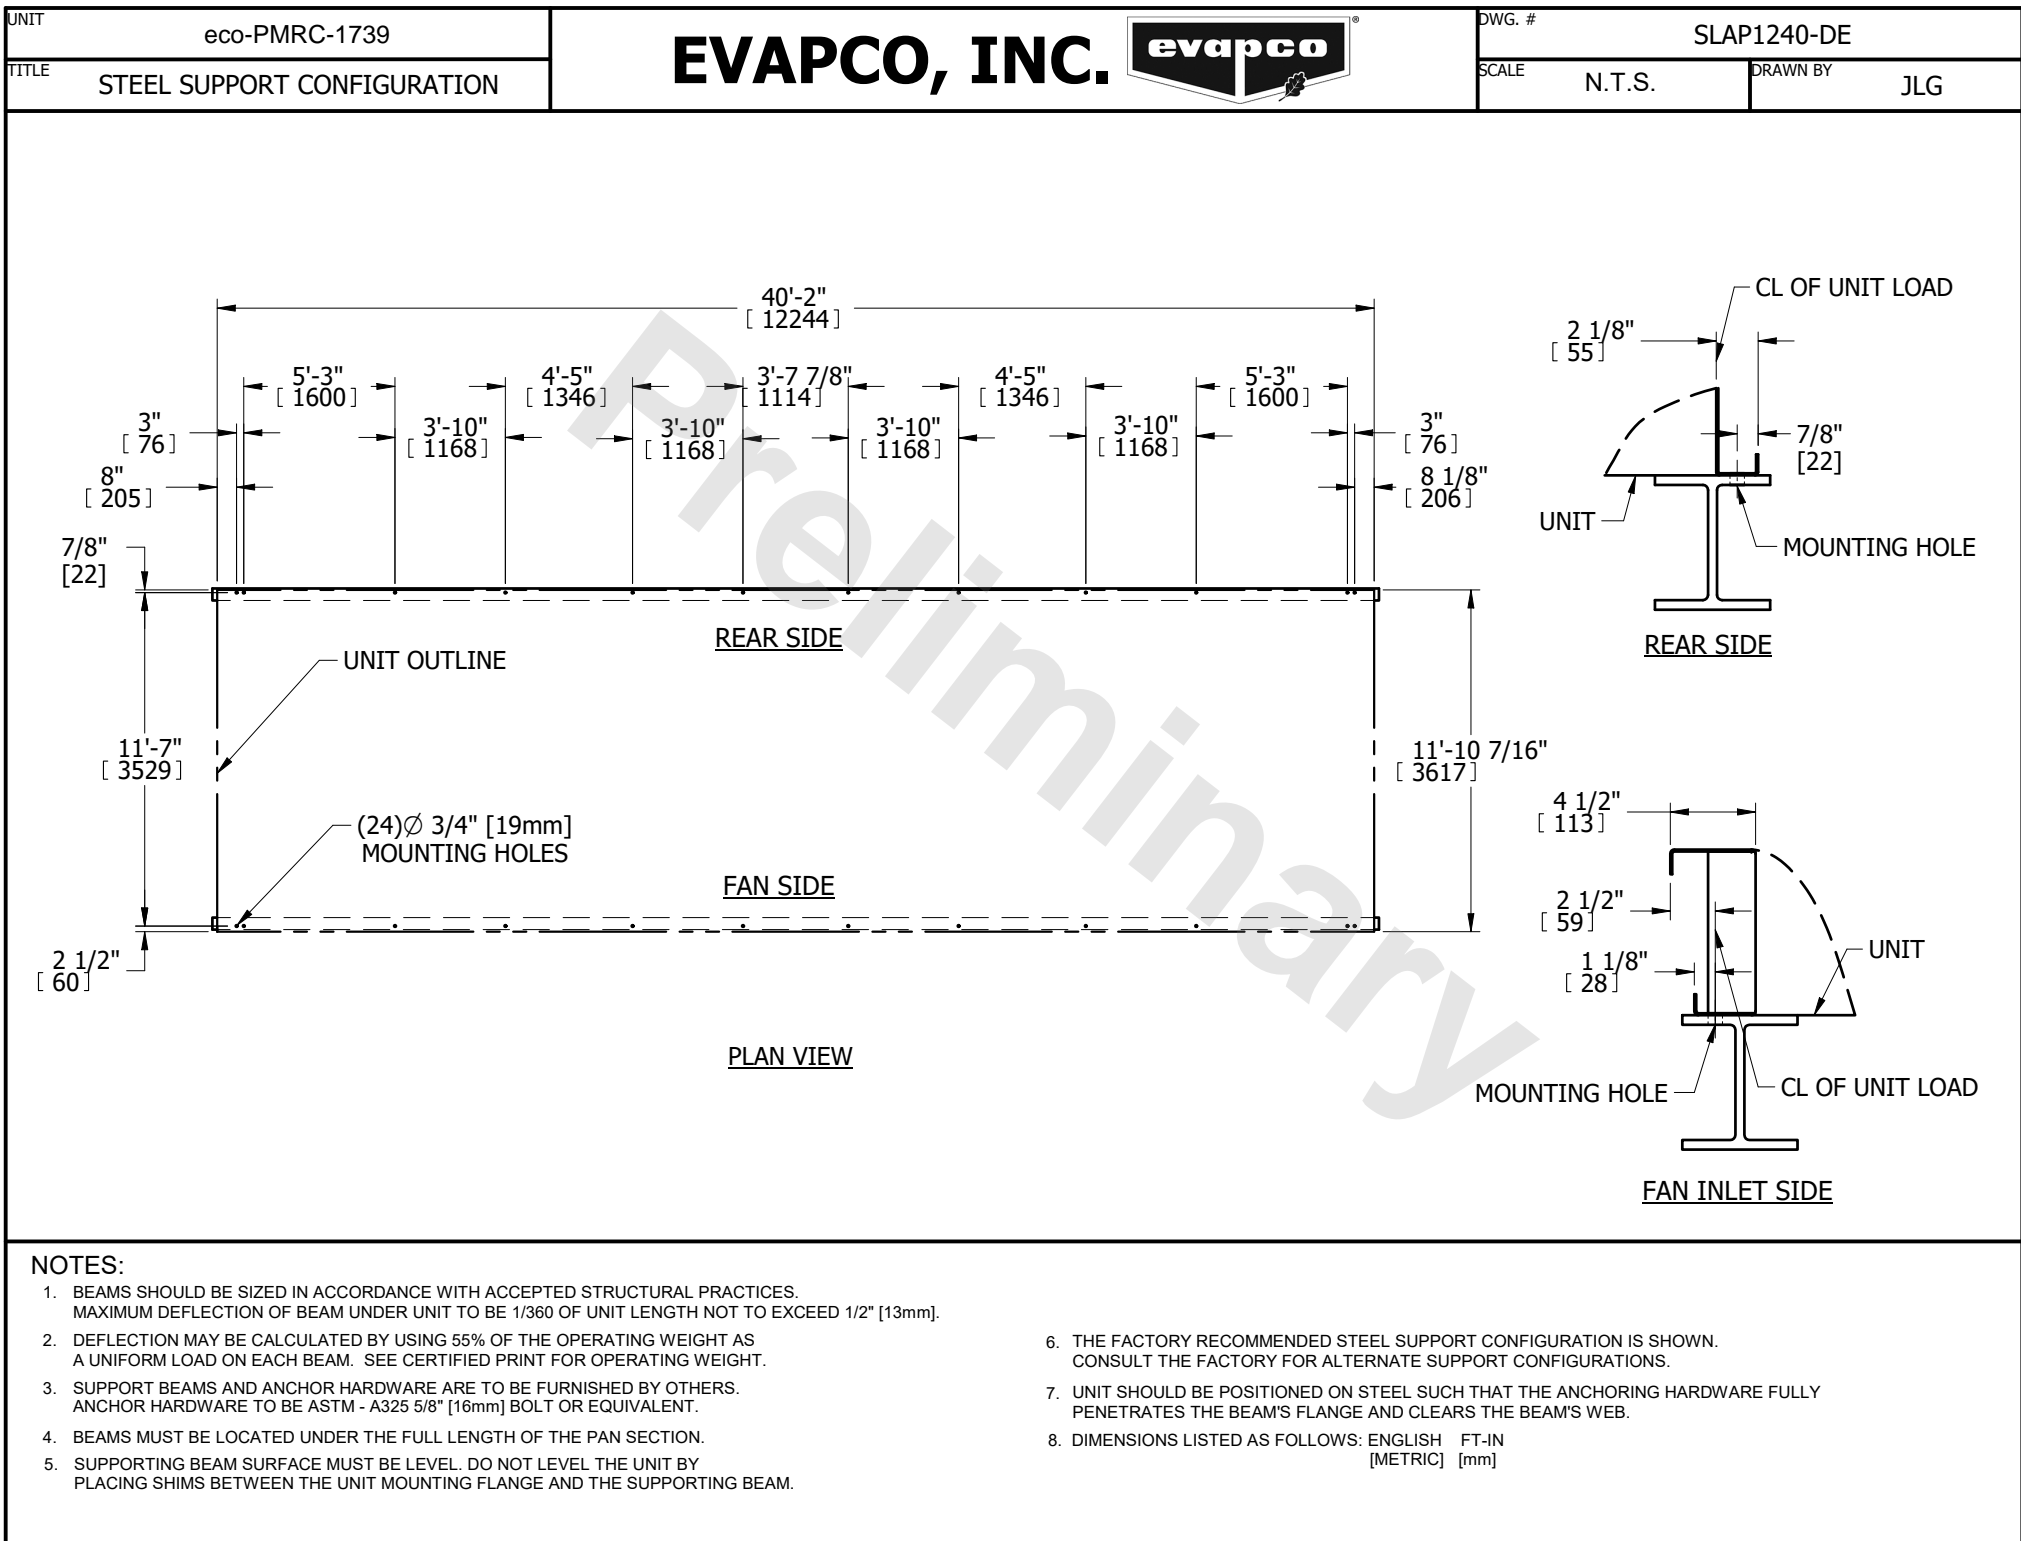 UNIT
eco-PMRC-1739
TITLE
STEEL SUPPORT CONFIGURATION
EVAPCO, INC.
evapco
®
DWG. #
SLAP1240-DE
SCALE
N.T.S.
DRAWN BY
JLG
40'-2"
[ 12244 ]
5'-3"
[ 1600 ]
4'-5"
[ 1346 ]
3'-7 7/8"
[ 1114 ]
4'-5"
[ 1346 ]
5'-3"
[ 1600 ]
3"
[ 76 ]
3'-10"
[ 1168 ]
3'-10"
[ 1168 ]
3'-10"
[ 1168 ]
3'-10"
[ 1168 ]
3"
[ 76 ]
8"
[ 205 ]
8 1/8"
[ 206 ]
7/8"
[22]
REAR SIDE
UNIT OUTLINE
11'-7"
[ 3529 ]
11'-10 7/16"
[ 3617 ]
(24)Ø 3/4" [19mm]
MOUNTING HOLES
FAN SIDE
2 1/2"
[ 60 ]
PLAN VIEW
Preliminary
CL OF UNIT LOAD
2 1/8"
[ 55 ]
7/8"
[22]
UNIT
MOUNTING HOLE
REAR SIDE
4 1/2"
[ 113 ]
2 1/2"
[ 59 ]
1 1/8"
[ 28 ]
UNIT
MOUNTING HOLE
CL OF UNIT LOAD
FAN INLET SIDE
NOTES:
1. BEAMS SHOULD BE SIZED IN ACCORDANCE WITH ACCEPTED STRUCTURAL PRACTICES.
MAXIMUM DEFLECTION OF BEAM UNDER UNIT TO BE 1/360 OF UNIT LENGTH NOT TO EXCEED 1/2" [13mm].
2. DEFLECTION MAY BE CALCULATED BY USING 55% OF THE OPERATING WEIGHT AS
A UNIFORM LOAD ON EACH BEAM. SEE CERTIFIED PRINT FOR OPERATING WEIGHT.
3. SUPPORT BEAMS AND ANCHOR HARDWARE ARE TO BE FURNISHED BY OTHERS.
ANCHOR HARDWARE TO BE ASTM - A325 5/8" [16mm] BOLT OR EQUIVALENT.
4. BEAMS MUST BE LOCATED UNDER THE FULL LENGTH OF THE PAN SECTION.
5. SUPPORTING BEAM SURFACE MUST BE LEVEL. DO NOT LEVEL THE UNIT BY
PLACING SHIMS BETWEEN THE UNIT MOUNTING FLANGE AND THE SUPPORTING BEAM.
6. THE FACTORY RECOMMENDED STEEL SUPPORT CONFIGURATION IS SHOWN.
CONSULT THE FACTORY FOR ALTERNATE SUPPORT CONFIGURATIONS.
7. UNIT SHOULD BE POSITIONED ON STEEL SUCH THAT THE ANCHORING HARDWARE FULLY
PENETRATES THE BEAM'S FLANGE AND CLEARS THE BEAM'S WEB.
8. DIMENSIONS LISTED AS FOLLOWS: ENGLISH FT-IN
[METRIC] [mm]